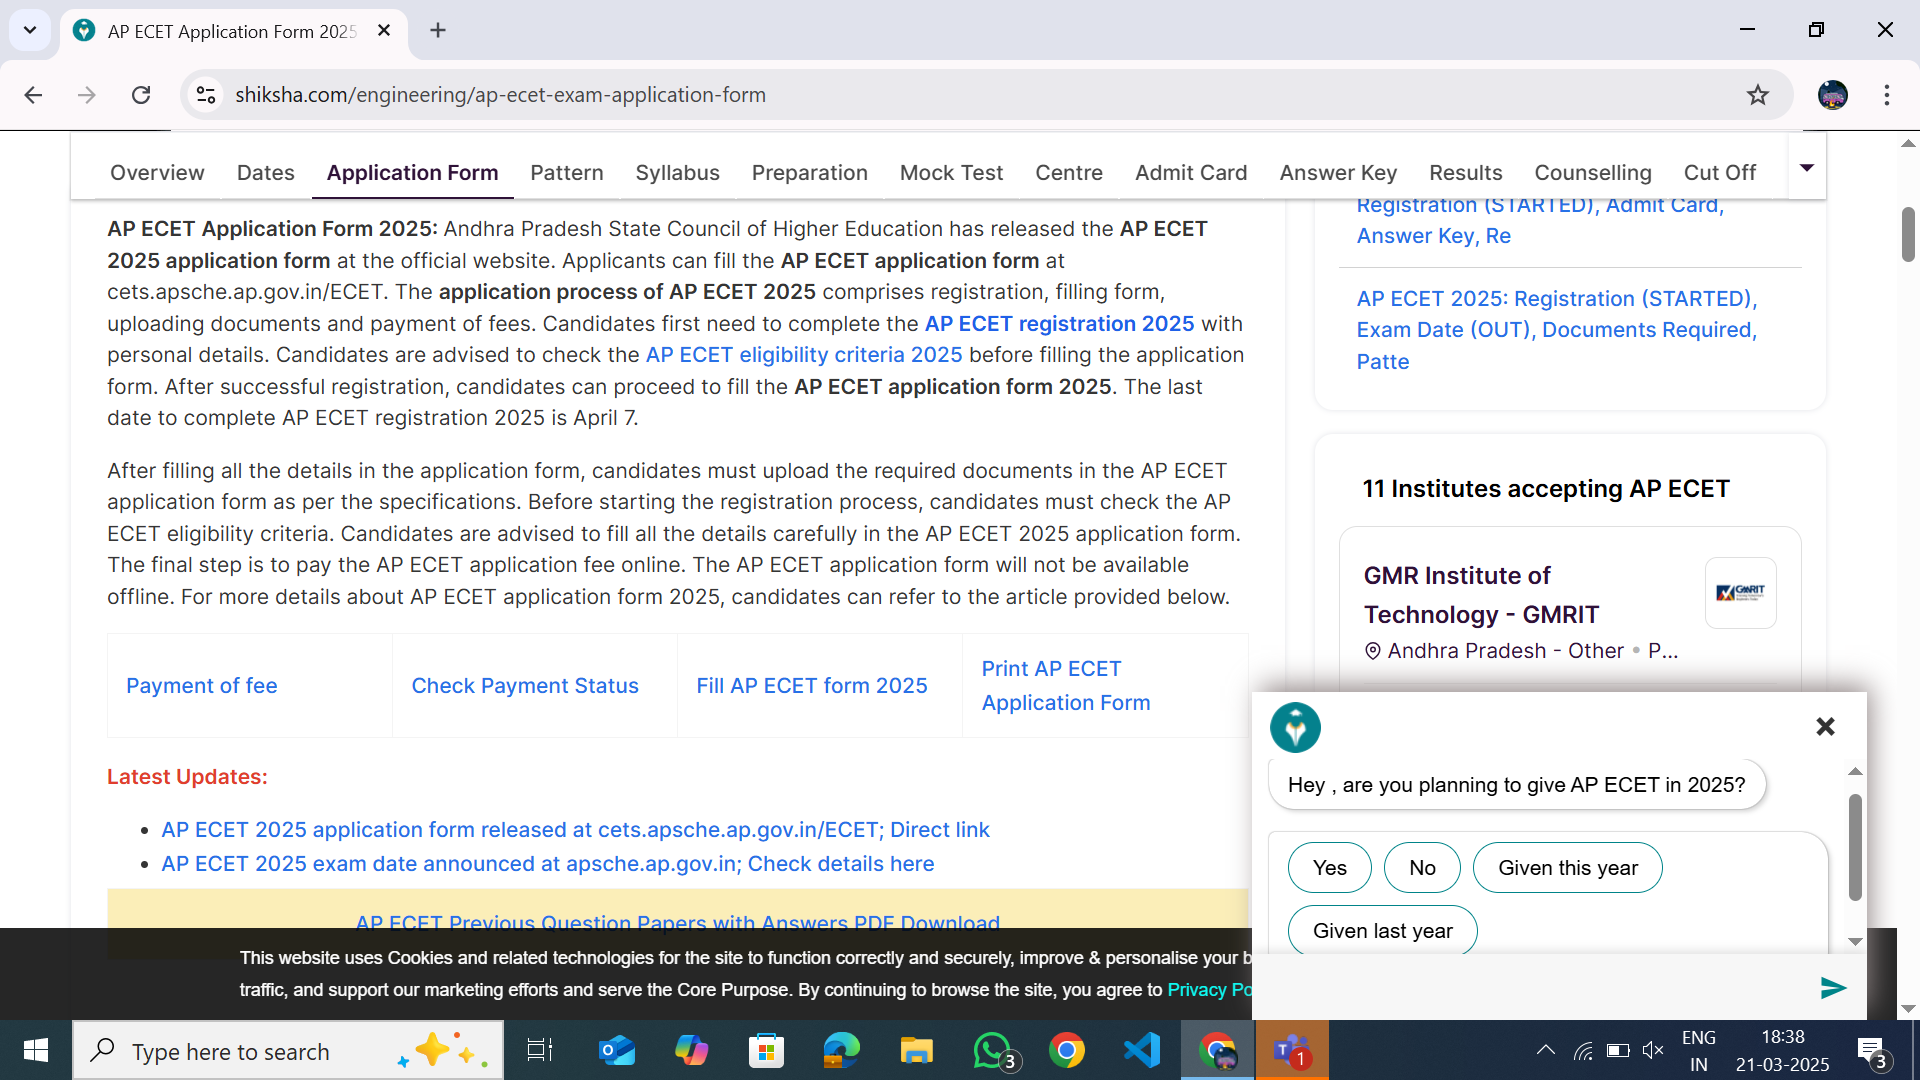 AP ECET Application Form 2025
shiksha.com/engineering/ap-ecet-exam-application-form
Overview Dates Application Form Pattern Syllabus Preparation Mock Test Centre Admit Card Answer Key Results Counselling Cut Off
AP ECET Application Form 2025: Andhra Pradesh State Council of Higher Education has released the AP ECET
2025 application form at the official website. Applicants can fill the AP ECET application form at
cets.apsche.ap.gov.in/ECET. The application process of AP ECET 2025 comprises registration, filling form,
uploading documents and payment of fees. Candidates first need to complete the AP ECET registration 2025 with
personal details. Candidates are advised to check the AP ECET eligibility criteria 2025 before filling the application
form. After successful registration, candidates can proceed to fill the AP ECET application form 2025. The last
date to complete AP ECET registration 2025 is April 7.
After filling all the details in the application form, candidates must upload the required documents in the AP ECET
application form as per the specifications. Before starting the registration process, candidates must check the AP
ECET eligibility criteria. Candidates are advised to fill all the details carefully in the AP ECET 2025 application form.
The final step is to pay the AP ECET application fee online. The AP ECET application form will not be available
offline. For more details about AP ECET application form 2025, candidates can refer to the article provided below.
Payment of fee
Check Payment Status
Fill AP ECET form 2025
Print AP ECET
Application Form
Latest Updates:
• AP ECET 2025 application form released at cets.apsche.ap.gov.in/ECET; Direct link
• AP ECET 2025 exam date announced at apsche.ap.gov.in; Check details here
AP ECET Previous Question Papers with Answers PDF Download
Registration (STARTED), Admit Card,
Answer Key, Re
AP ECET 2025: Registration (STARTED),
Exam Date (OUT), Documents Required,
Patte
11 Institutes accepting AP ECET
GMR Institute of
Technology - GMRIT
GMRIT
Andhra Pradesh - Other • P...
Hey , are you planning to give AP ECET in 2025?
Yes No Given this year
Given last year
This website uses Cookies and related technologies for the site to function correctly and securely, improve & personalise your b
traffic, and support our marketing efforts and serve the Core Purpose. By continuing to browse the site, you agree to Privacy Po
Type here to search
3
1
ENG
IN
18:38
21-03-2025
3